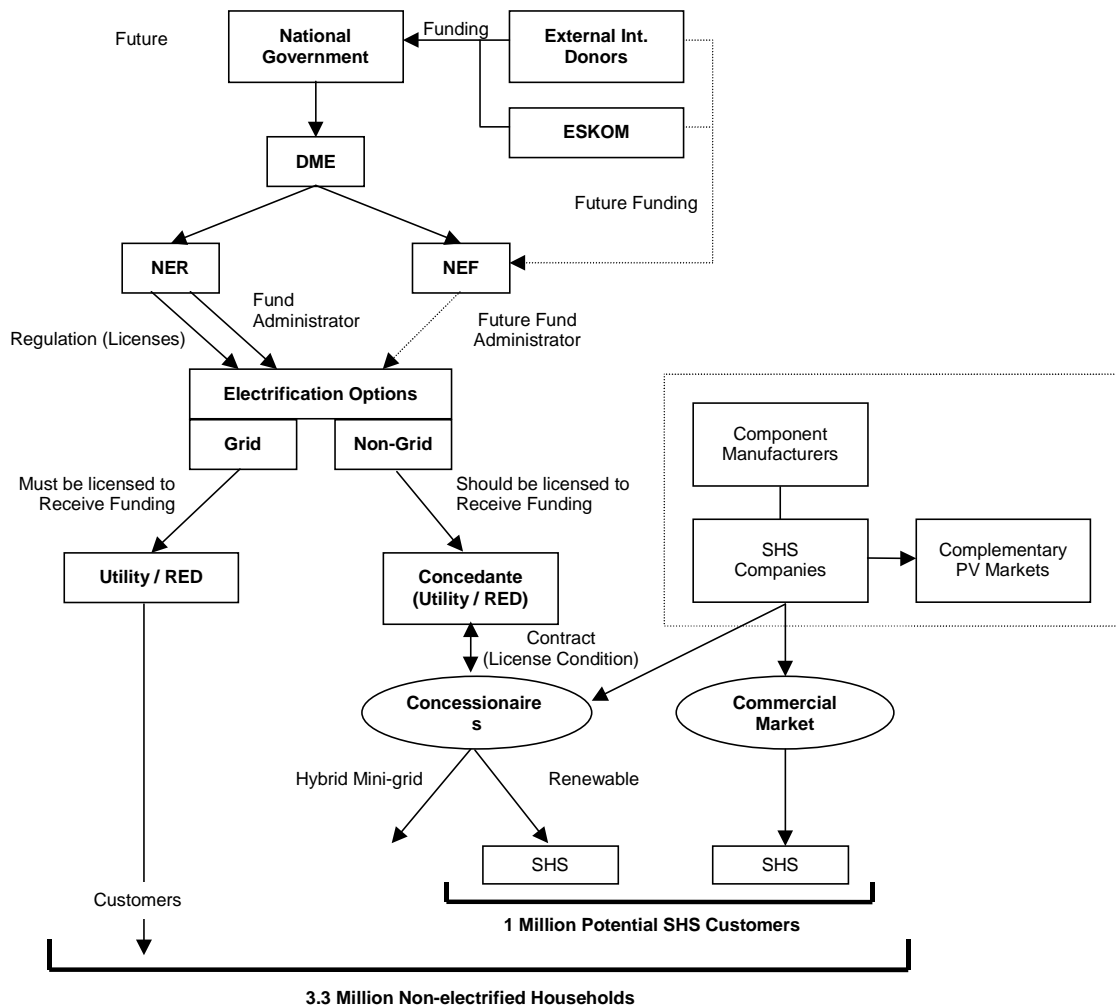 Future
National
Government
Funding
External Int.
Donors
ESKOM
DME
Future Funding
NER
NEF
Fund
Administrator
Regulation (Licenses)
Future Fund
Administrator
Electrification Options
Grid
Non-Grid
Component
Manufacturers
Must be licensed to
Receive Funding
Should be licensed to
Receive Funding
SHS
Companies
Complementary
PV Markets
Utility / RED
Concedante
(Utility / RED)
Contract
(License Condition)
Concessionaire
s
Commercial
Market
Hybrid Mini-grid
Renewable
SHS
SHS
Customers
1 Million Potential SHS Customers
3.3 Million Non-electrified Households